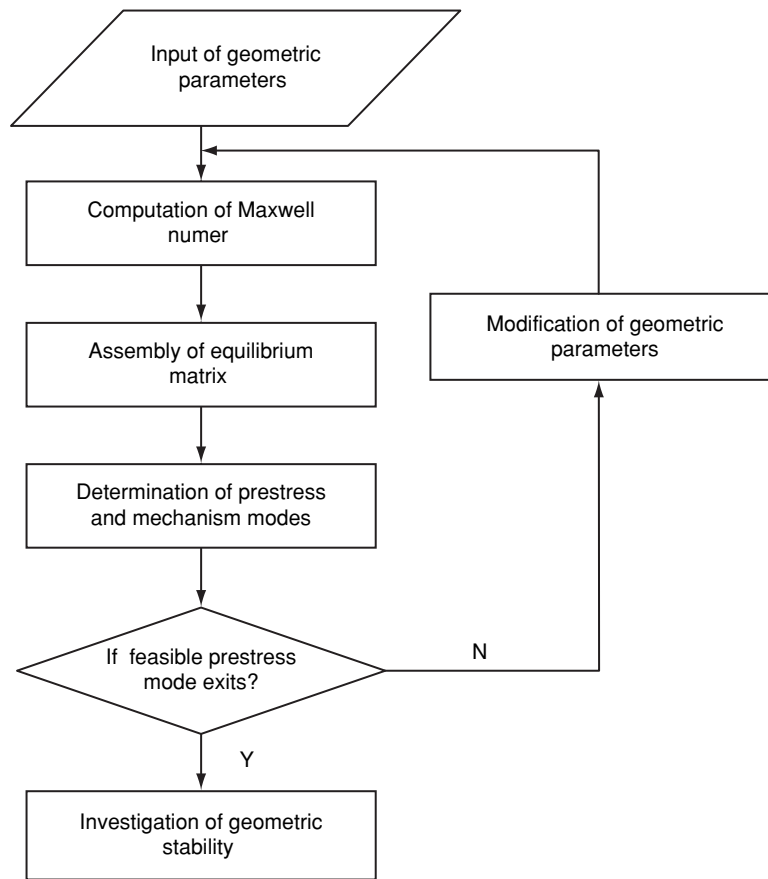 Input of geometric
parameters
Computation of Maxwell
numer
Assembly of equilibrium
matrix
Modification of geometric
parameters
Determination of prestress
and mechanism modes
If feasible prestress
mode exits?
N
Y
Investigation of geometric
stability